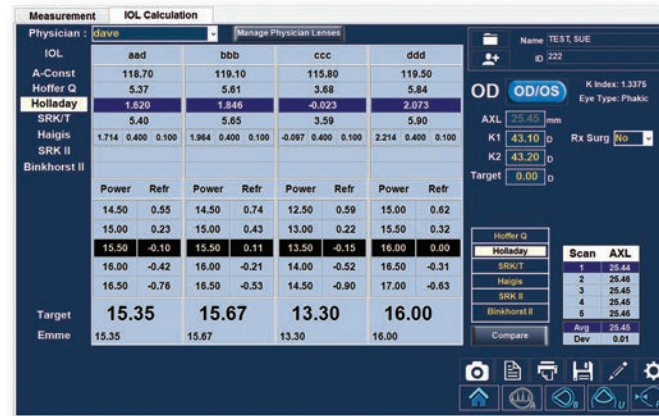 Measurement IOL Calculation
Physician : dave Manage Physician Lenses
IOL aad bbb ccc ddd
A-Const 118.70 119.10 115.80 119.50
Hoffer Q 5.37 5.61 3.68 5.84
Holladay 1.620 1.846 -0.023 2.073
SRK/T 5.40 5.65 3.59 5.90
Haigis 1.714 0.400 0.100 1.964 0.400 0.100 -0.097 0.400 0.100 2.214 0.400 0.100
SRK II
Binkhorst II
Power Refr Power Refr Power Refr Power Refr
14.50 0.55 14.50 0.74 12.50 0.59 15.00 0.62
15.00 0.23 15.00 0.43 13.00 0.22 15.50 0.32
15.50 -0.10 15.50 0.11 13.50 -0.15 16.00 0.00
16.00 -0.42 16.00 -0.21 14.00 -0.52 16.50 -0.31
16.50 -0.76 16.50 -0.53 14.50 -0.90 17.00 -0.63
Target 15.35 15.67 13.30 16.00
Emme 15.35 15.67 13.30 16.00
Name TEST, SUE
ID 222
OD OD/OS K Index: 1.3375
Eye Type: Phakic
AXL 25.45 mm
K1 43.10 D Rx Surg No
K2 43.20 D
Target 0.00 D
Hoffer Q
Holladay
SRK/T
Haigis
SRK II
Binkhorst II
Compare
Scan AXL
1 25.44
2 25.46
3 25.45
4 25.45
5 25.46
Avg 25.45
Dev 0.01
A B U